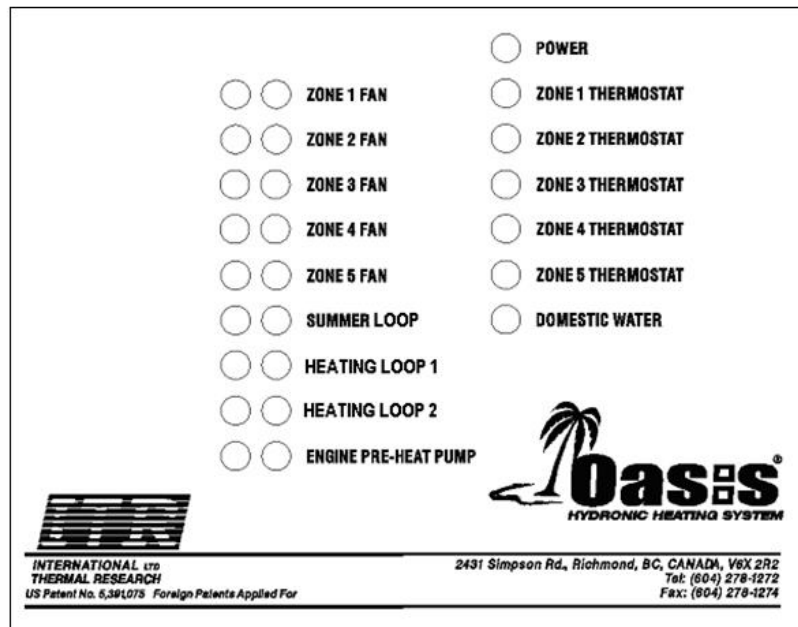 POWER
ZONE 1 FAN
ZONE 1 THERMOSTAT
ZONE 2 FAN
ZONE 2 THERMOSTAT
ZONE 3 FAN
ZONE 3 THERMOSTAT
ZONE 4 FAN
ZONE 4 THERMOSTAT
ZONE 5 FAN
ZONE 5 THERMOSTAT
SUMMER LOOP
DOMESTIC WATER
HEATING LOOP 1
HEATING LOOP 2
ENGINE PRE-HEAT PUMP
Oasis®
HYDRONIC HEATING SYSTEM
ITR
INTERNATIONAL LTD
THERMAL RESEARCH
US Patent No. 5,391,075 Foreign Patents Applied For
2431 Simpson Rd., Richmond, BC, CANADA, V6X 2R2
Tel: (604) 278-1272
Fax: (604) 278-1274